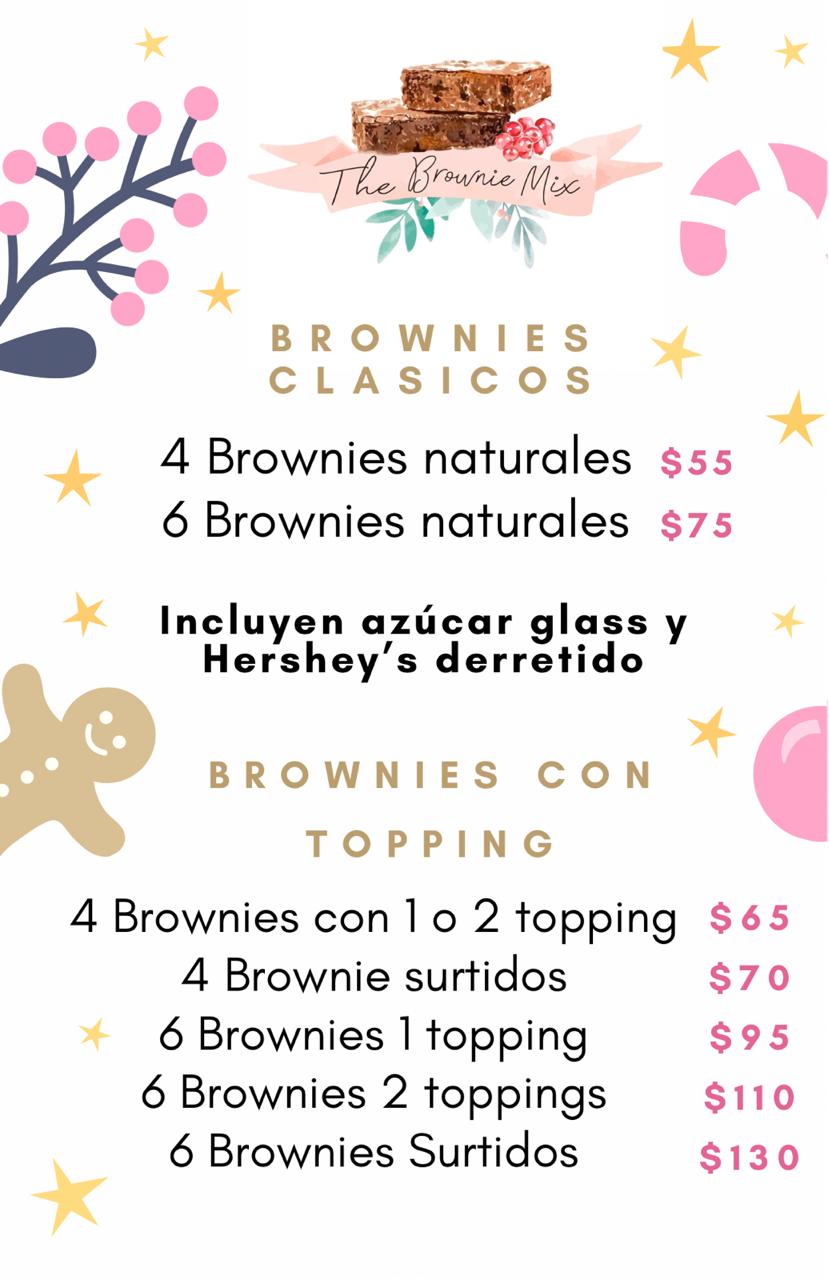 The Brownie Mix
BROWNIES
CLASICOS
4 Brownies naturales $55
6 Brownies naturales $75
Incluyen azúcar glass y
Hershey’s derretido
BROWNIES CON
TOPPING
4 Brownies con 1 o 2 topping $65
4 Brownie surtidos $70
6 Brownies 1 topping $95
6 Brownies 2 toppings $110
6 Brownies Surtidos $130